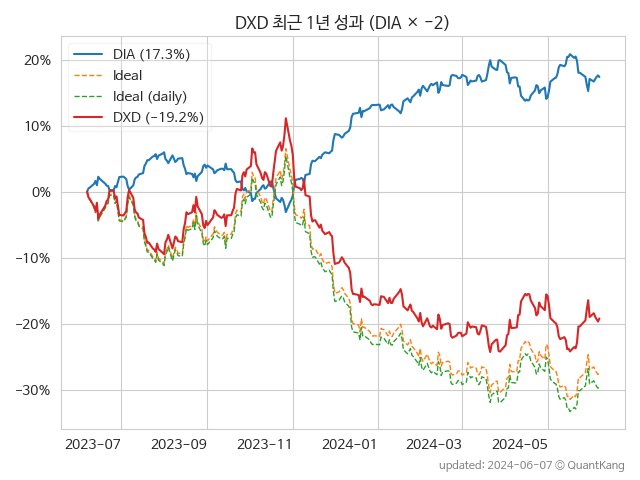 DXD 최근 1년 성과 (DIA × −2)
DIA (17.3%)
Ideal
Ideal (daily)
DXD (−19.2%)
20%
10%
0%
−10%
−20%
−30%
2023-07
2023-09
2023-11
2024-01
2024-03
2024-05
updated: 2024-06-07 © QuantKang